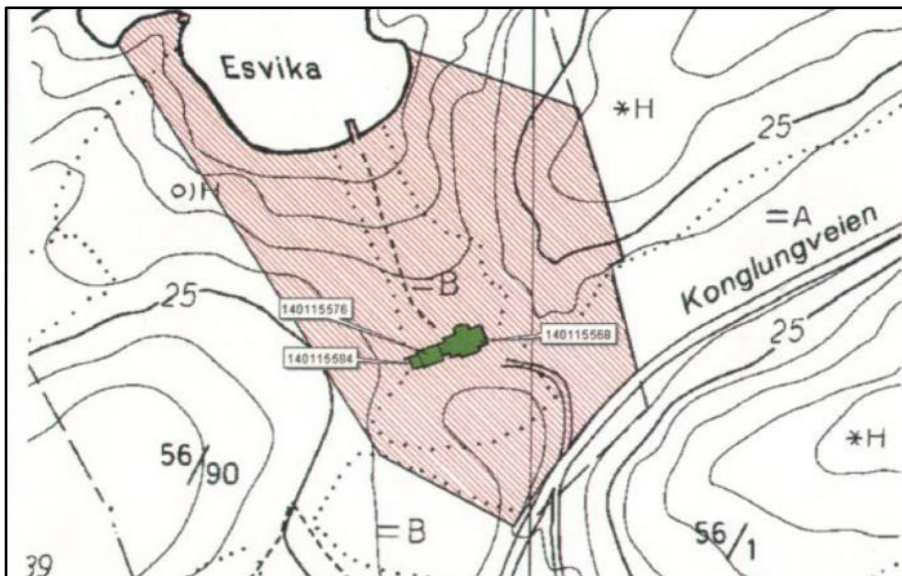 Esvika
*H
25
o)H
=A
Konglungveien
=B
25
25
140115576
140115568
140115584
*H
56/90
=B
56/1
39